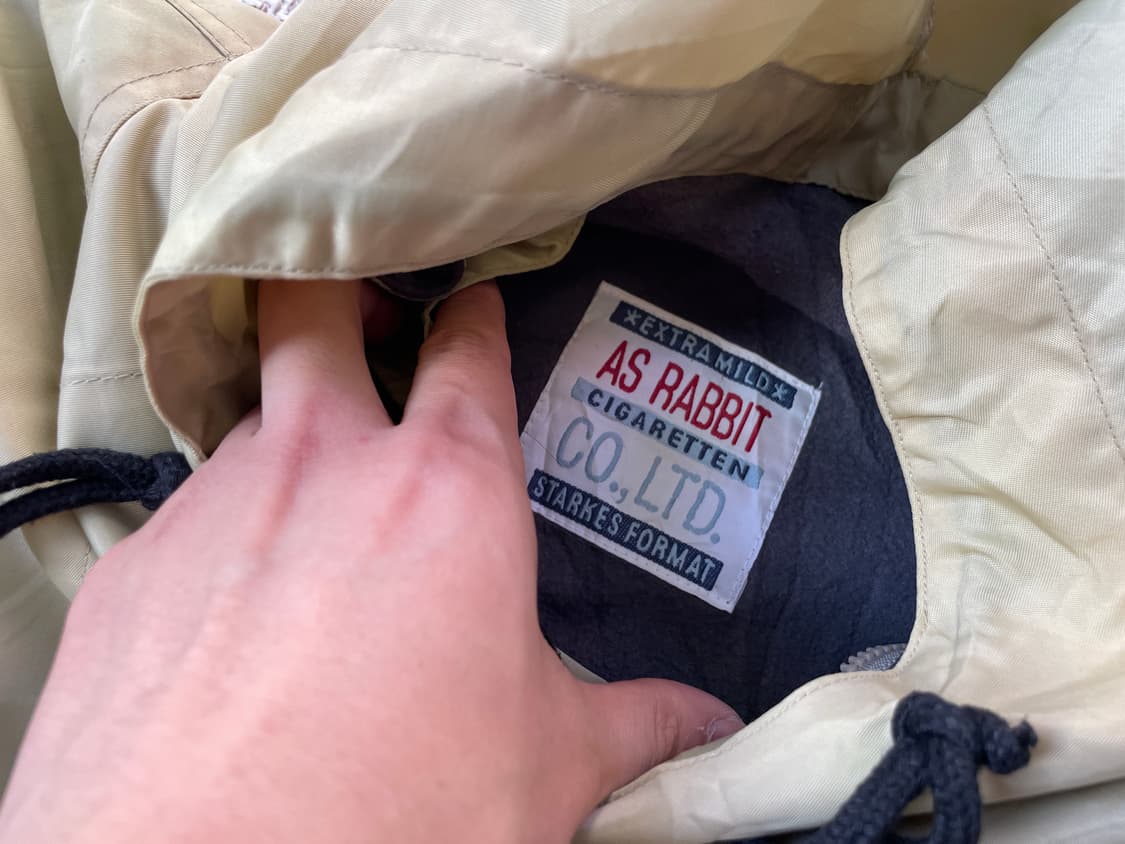 *EXTRA MILD*
AS RABBIT
CIGARETTEN
CO.,LTD.
STARKES FORMAT